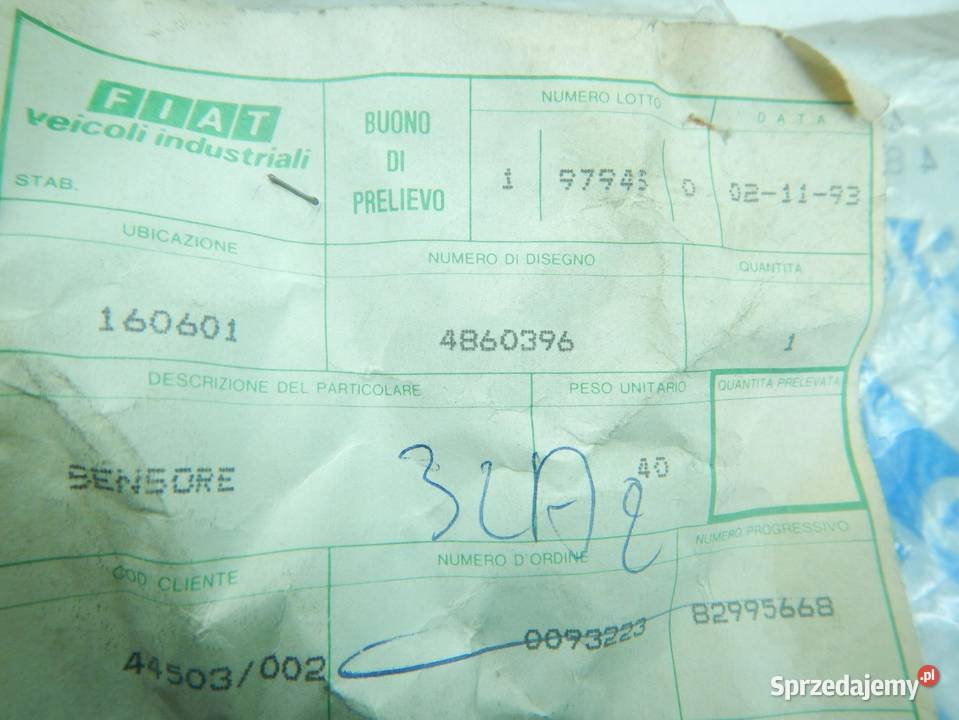 FIAT
veicoli industriali
STAB.
BUONO
DI
PRELIEVO
NUMERO LOTTO
1 97945 0
DATA
02-11-93
UBICAZIONE
160601
NUMERO DI DISEGNO
4860396
QUANTITA
1
DESCRIZIONE DEL PARTICOLARE
SENSORE
PESO UNITARIO
40
QUANTITA PRELEVATA
COD CLIENTE
44503/002
NUMERO D'ORDINE
0093223
NUMERO PROGRESSIVO
82995668
Sprzedajemy.pl